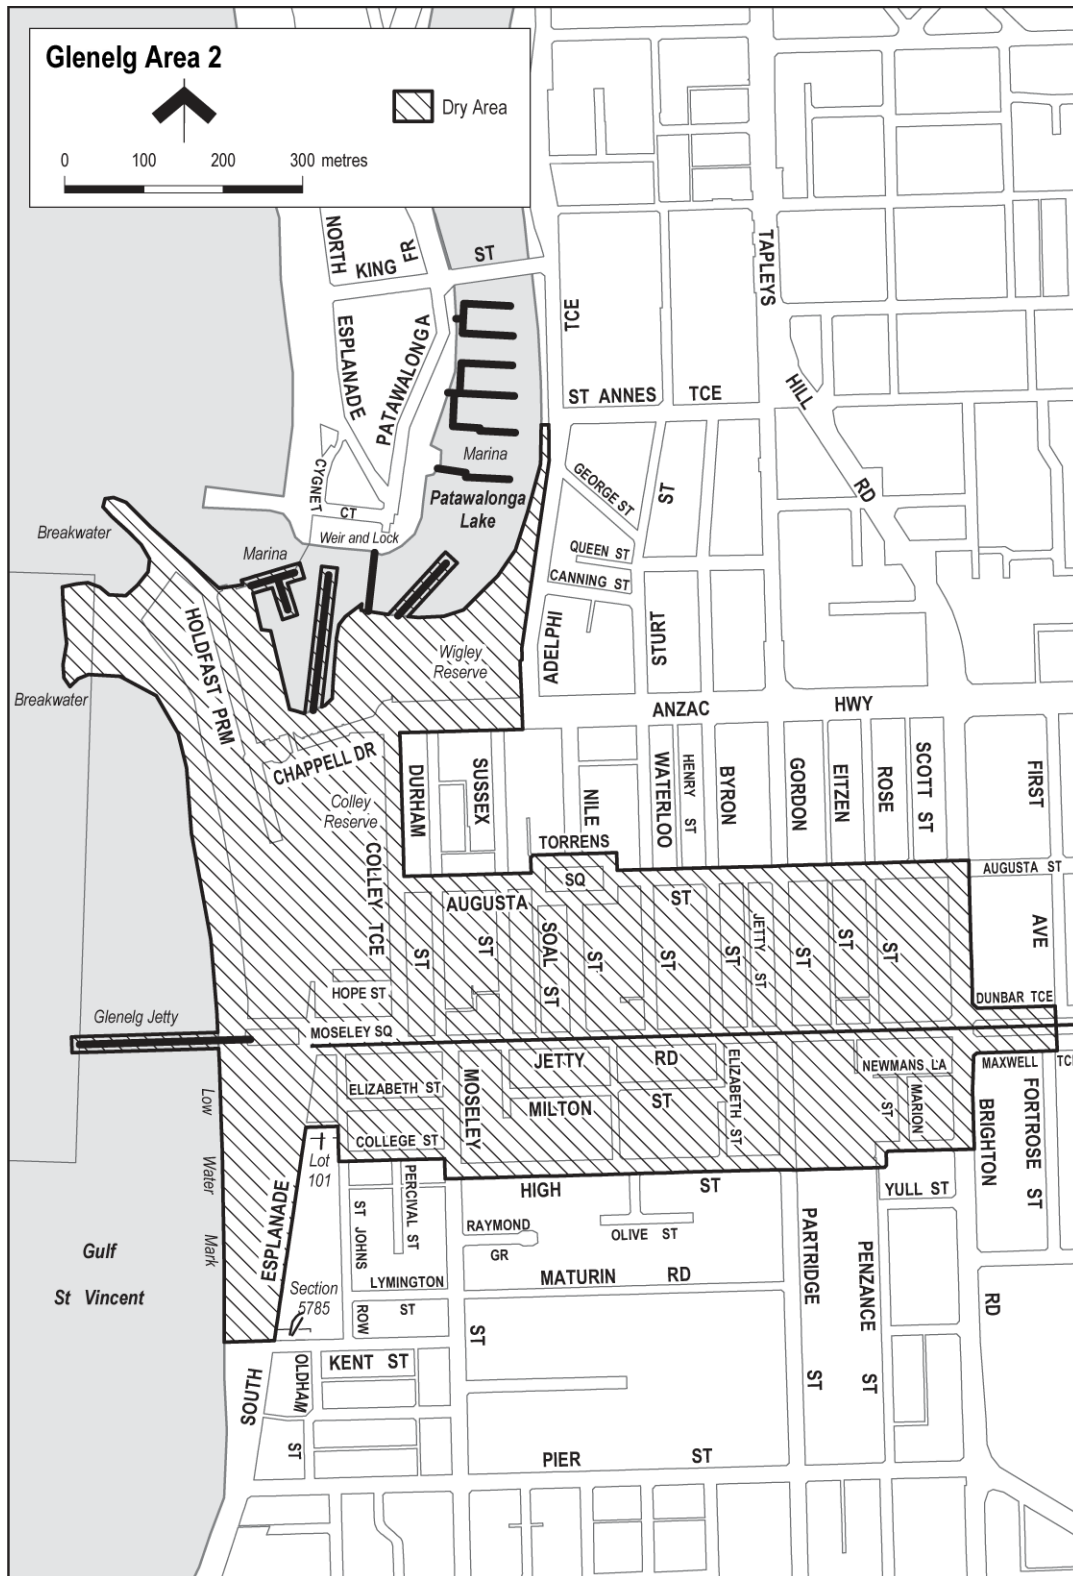 Glenelg Area 2
Dry Area
0 100 200 300 metres
NORTH
KING
FR
ST
TAPLEYS
TCE
ESPLANADE
PATAWALONGA
ST ANNES TCE
HILL
RD
Marina
CYGNET
CT
GEORGE ST
ST
Patawalonga
Lake
Breakwater
Weir and Lock
Marina
QUEEN ST
CANNING ST
HOLDFAST PRM
ADELPHI
STURT
Wigley
Reserve
Breakwater
ANZAC HWY
CHAPPELL DR
DURHAM
SUSSEX
NILE
WATERLOO
HENRY ST
BYRON
GORDON
EITZEN
ROSE
SCOTT ST
FIRST
Colley
Reserve
TORRENS
COLLEY TCE
SQ
AUGUSTA ST
AUGUSTA
ST
ST
ST
SOAL ST
ST
ST
ST
JETTY ST
ST
ST
ST
AVE
HOPE ST
DUNBAR TCE
Glenelg Jetty
MOSELEY SQ
JETTY RD
ELIZABETH ST
NEWMANS LA
MAXWELL TCE
ELIZABETH ST
MOSELEY
MILTON ST
ST
MARION
BRIGHTON
FORTROSE ST
Low
Water
Mark
COLLEGE ST
Lot
101
ESPLANADE
ST JOHNS
PERCIVAL ST
HIGH ST
YULL ST
RAYMOND
GR
OLIVE ST
PARTRIDGE
PENZANCE
Gulf
St Vincent
LYMINGTON
ST
MATURIN RD
Section
5785
ROW
RD
ST
KENT ST
SOUTH
OLDHAM
ST
ST
ST
PIER ST